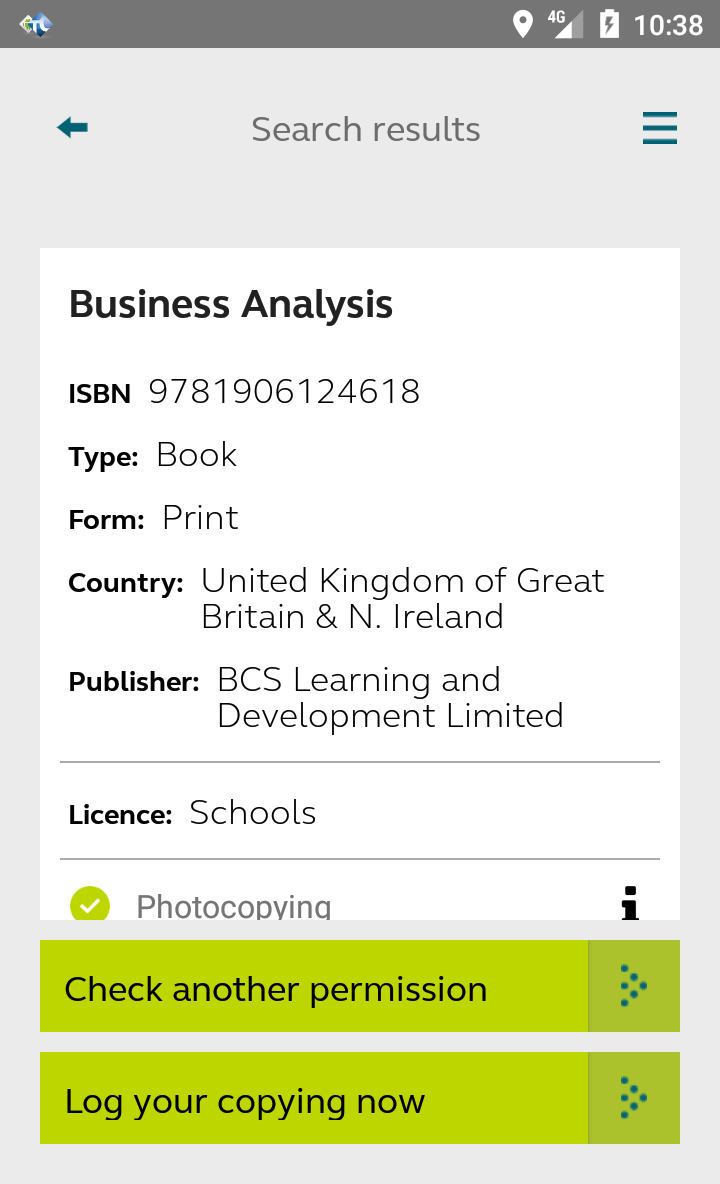 4G 10:38
Search results
Business Analysis
ISBN 9781906124618
Type: Book
Form: Print
Country: United Kingdom of Great
Britain & N. Ireland
Publisher: BCS Learning and
Development Limited
Licence: Schools
Photocopying
Check another permission
Log your copying now